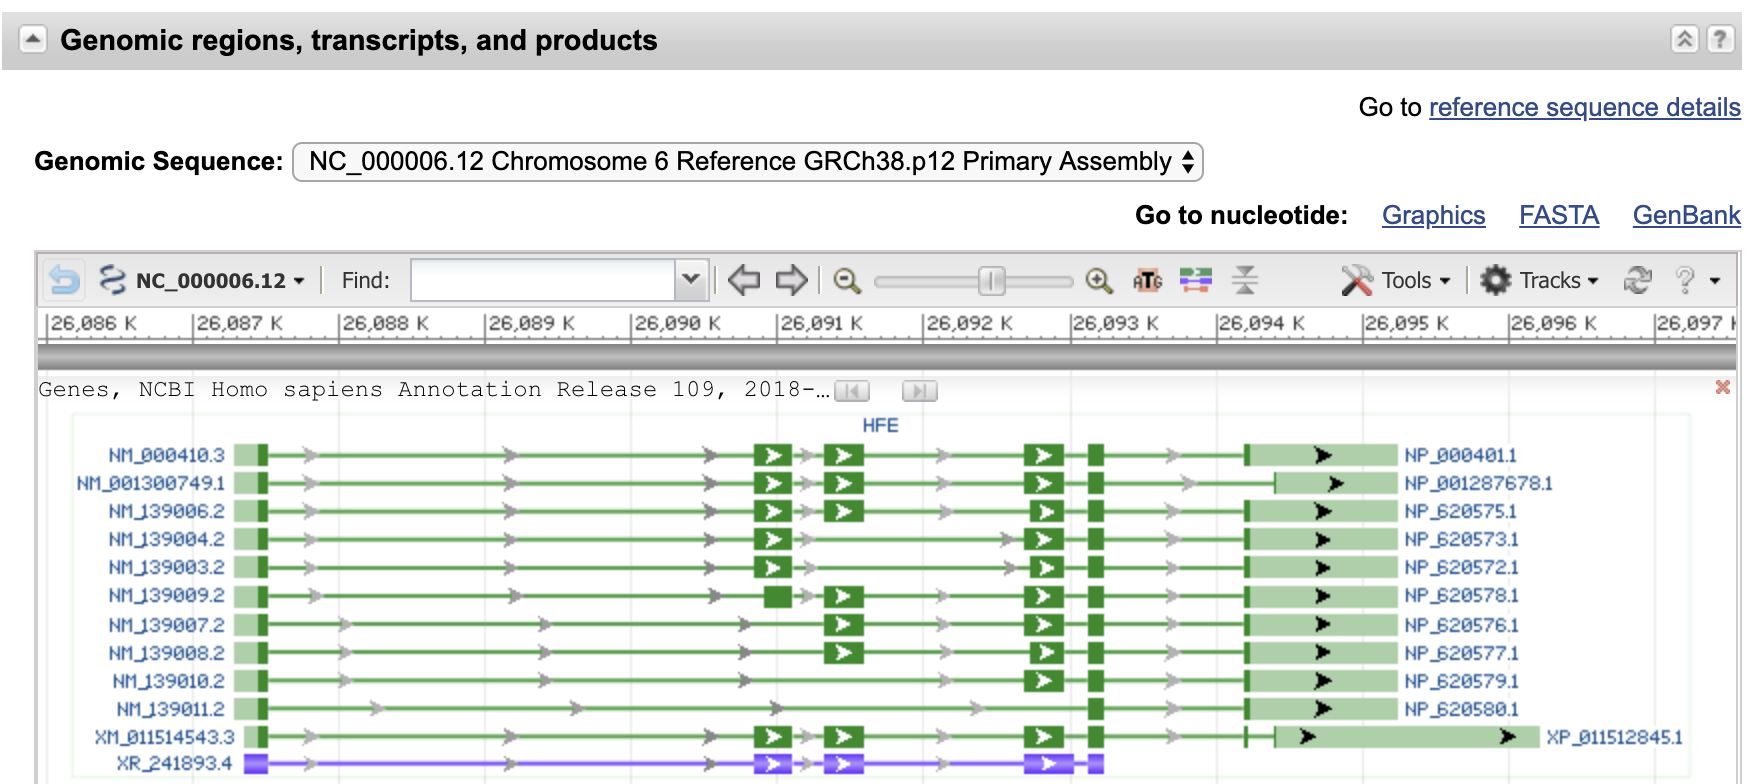 Genomic regions, transcripts, and products
?
Go to reference sequence details
Genomic Sequence: NC_000006.12 Chromosome 6 Reference GRCh38.p12 Primary Assembly
Go to nucleotide: Graphics FASTA GenBank
NC_000006.12 Find: ATG Tools Tracks ?
26,086 K 26,087 K 26,088 K 26,089 K 26,090 K 26,091 K 26,092 K 26,093 K 26,094 K 26,095 K 26,096 K 26,097 K
Genes, NCBI Homo sapiens Annotation Release 109, 2018-…
HFE
NM_000410.3 NP_000401.1
NM_001300749.1 NP_001287678.1
NM_139006.2 NP_620575.1
NM_139004.2 NP_620573.1
NM_139003.2 NP_620572.1
NM_139009.2 NP_620578.1
NM_139007.2 NP_620576.1
NM_139008.2 NP_620577.1
NM_139010.2 NP_620579.1
NM_139011.2 NP_620580.1
XM_011514543.3 XP_011512845.1
XR_241893.4